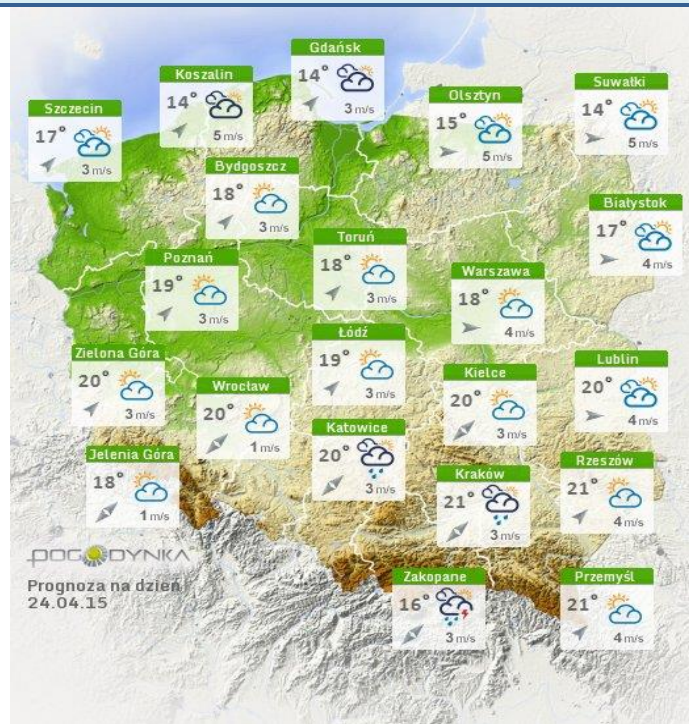 Gdańsk
14°
3 m/s
Koszalin
14°
5 m/s
Suwałki
14°
5 m/s
Olsztyn
15°
5 m/s
Szczecin
17°
3 m/s
Bydgoszcz
18°
3 m/s
Białystok
17°
4 m/s
Toruń
18°
3 m/s
Poznań
19°
3 m/s
Warszawa
18°
4 m/s
Łódź
19°
3 m/s
Zielona Góra
20°
3 m/s
Wrocław
20°
1 m/s
Kielce
20°
3 m/s
Lublin
20°
4 m/s
Katowice
20°
3 m/s
Jelenia Góra
18°
1 m/s
Kraków
21°
3 m/s
Rzeszów
21°
4 m/s
POGODYNKA
Prognoza na dzień
24.04.15
Zakopane
16°
3 m/s
Przemyśl
21°
4 m/s